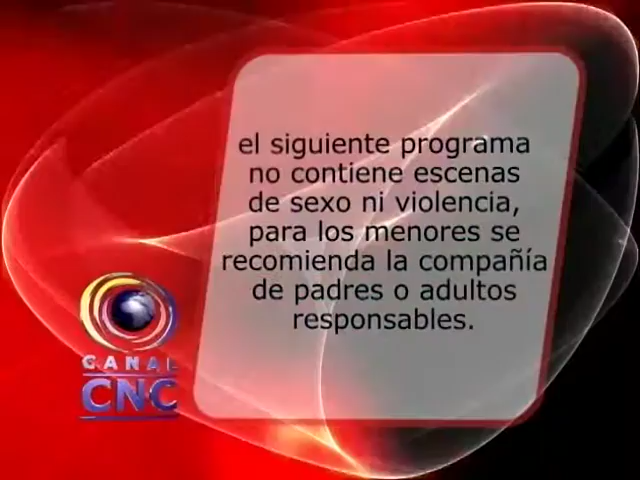 el siguiente programa
no contiene escenas
de sexo ni violencia,
para los menores se
recomienda la compañía
de padres o adultos
responsables.
CANAL
CNC